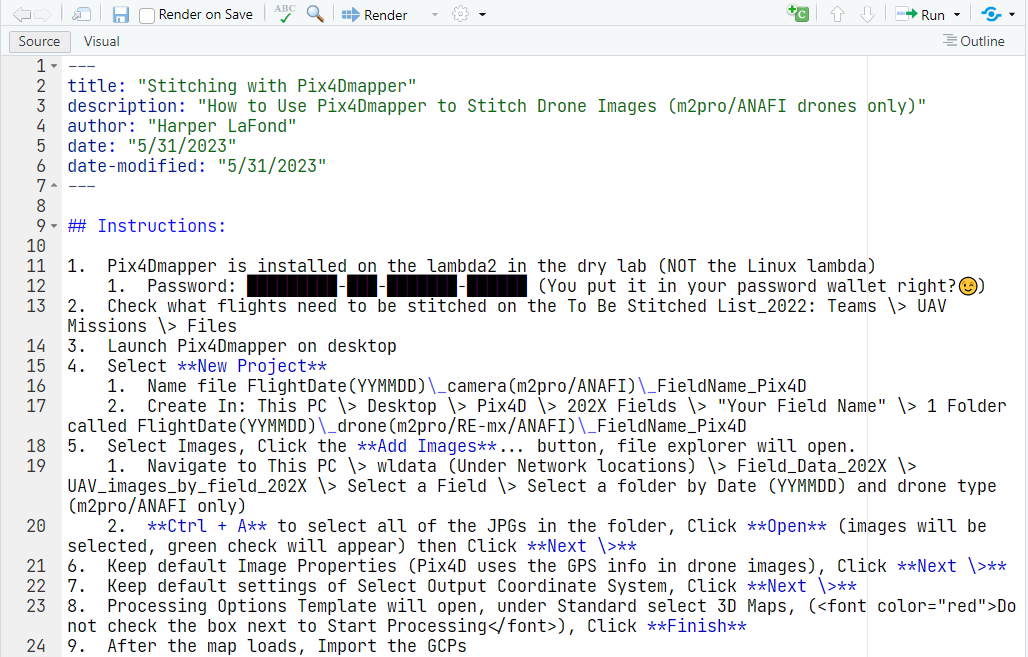 Render on Save
ABC
Render
C
Run
Source Visual
Outline
1 ---
2 title: "Stitching with Pix4Dmapper"
3 description: "How to Use Pix4Dmapper to Stitch Drone Images (m2pro/ANAFI drones only)"
4 author: "Harper LaFond"
5 date: "5/31/2023"
6 date-modified: "5/31/2023"
7 ---
8
9 ## Instructions:
10
11 1.  Pix4Dmapper is installed on the lambda2 in the dry lab (NOT the Linux lambda)
12     1.  Password: - - - (You put it in your password wallet right?😉)
13 2.  Check what flights need to be stitched on the To Be Stitched List_2022: Teams \> UAV
Missions \> Files
14 3.  Launch Pix4Dmapper on desktop
15 4.  Select **New Project**
16     1.  Name file FlightDate(YYMMDD)\_camera(m2pro/ANAFI)\_FieldName_Pix4D
17     2.  Create In: This PC \> Desktop \> Pix4D \> 202X Fields \> "Your Field Name" \> 1 Folder
called FlightDate(YYMMDD)\_drone(m2pro/RE-mx/ANAFI)\_FieldName_Pix4D
18 5.  Select Images, Click the **Add Images**... button, file explorer will open.
19     1.  Navigate to This PC \> wldata (Under Network locations) \> Field_Data_202X \>
UAV_images_by_field_202X \> Select a Field \> Select a folder by Date (YYMMDD) and drone type
(m2pro/ANAFI only)
20     2.  **Ctrl + A** to select all of the JPGs in the folder, Click **Open** (images will be
selected, green check will appear) then Click **Next \>**
21 6.  Keep default Image Properties (Pix4D uses the GPS info in drone images), Click **Next \>**
22 7.  Keep default settings of Select Output Coordinate System, Click **Next \>**
23 8.  Processing Options Template will open, under Standard select 3D Maps, (<font color="red">Do
not check the box next to Start Processing</font>), Click **Finish**
24 9.  After the map loads, Import the GCPs